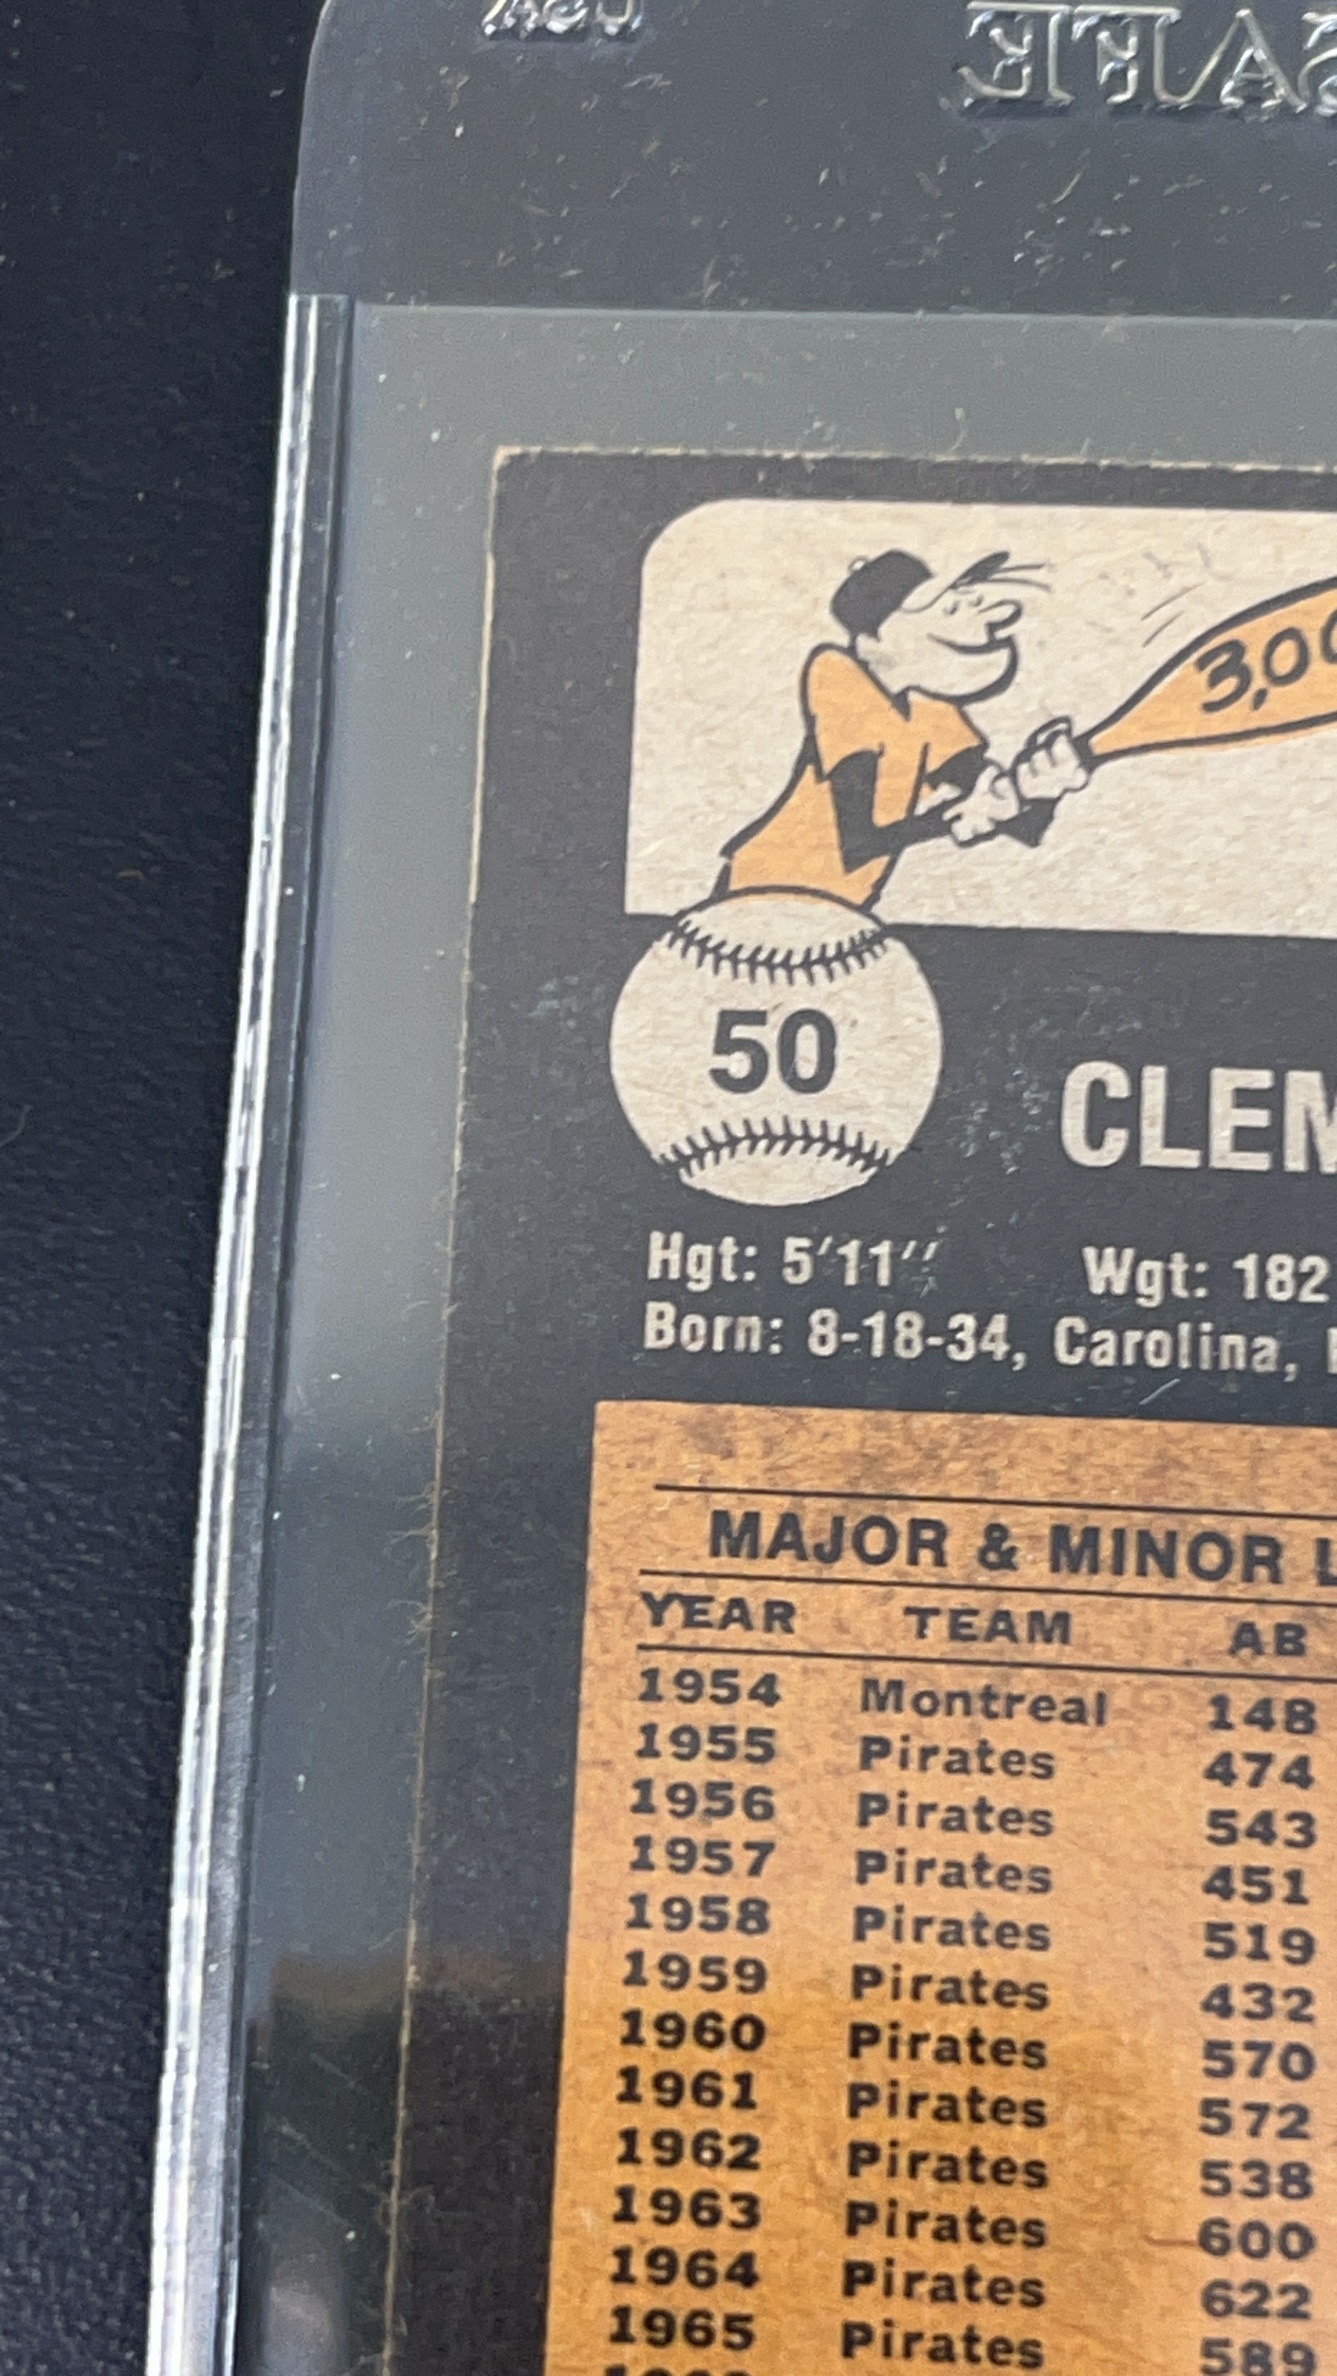 USA
SAFE
3,00
50
CLEM
Hgt: 5'11'' Wgt: 182
Born: 8-18-34, Carolina,
MAJOR & MINOR L
YEAR TEAM AB
1954 Montreal 148
1955 Pirates 474
1956 Pirates 543
1957 Pirates 451
1958 Pirates 519
1959 Pirates 432
1960 Pirates 570
1961 Pirates 572
1962 Pirates 538
1963 Pirates 600
1964 Pirates 622
1965 Pirates 589